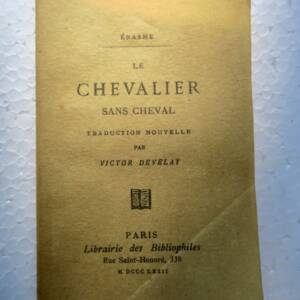 ÉRASME
LE
CHEVALIER
SANS CHEVAL
TRADUCTION NOUVELLE
PAR
VICTOR DEVELAY
PARIS
Librairie des Bibliophiles
Rue Saint-Honoré, 338
M DCCC LXXII